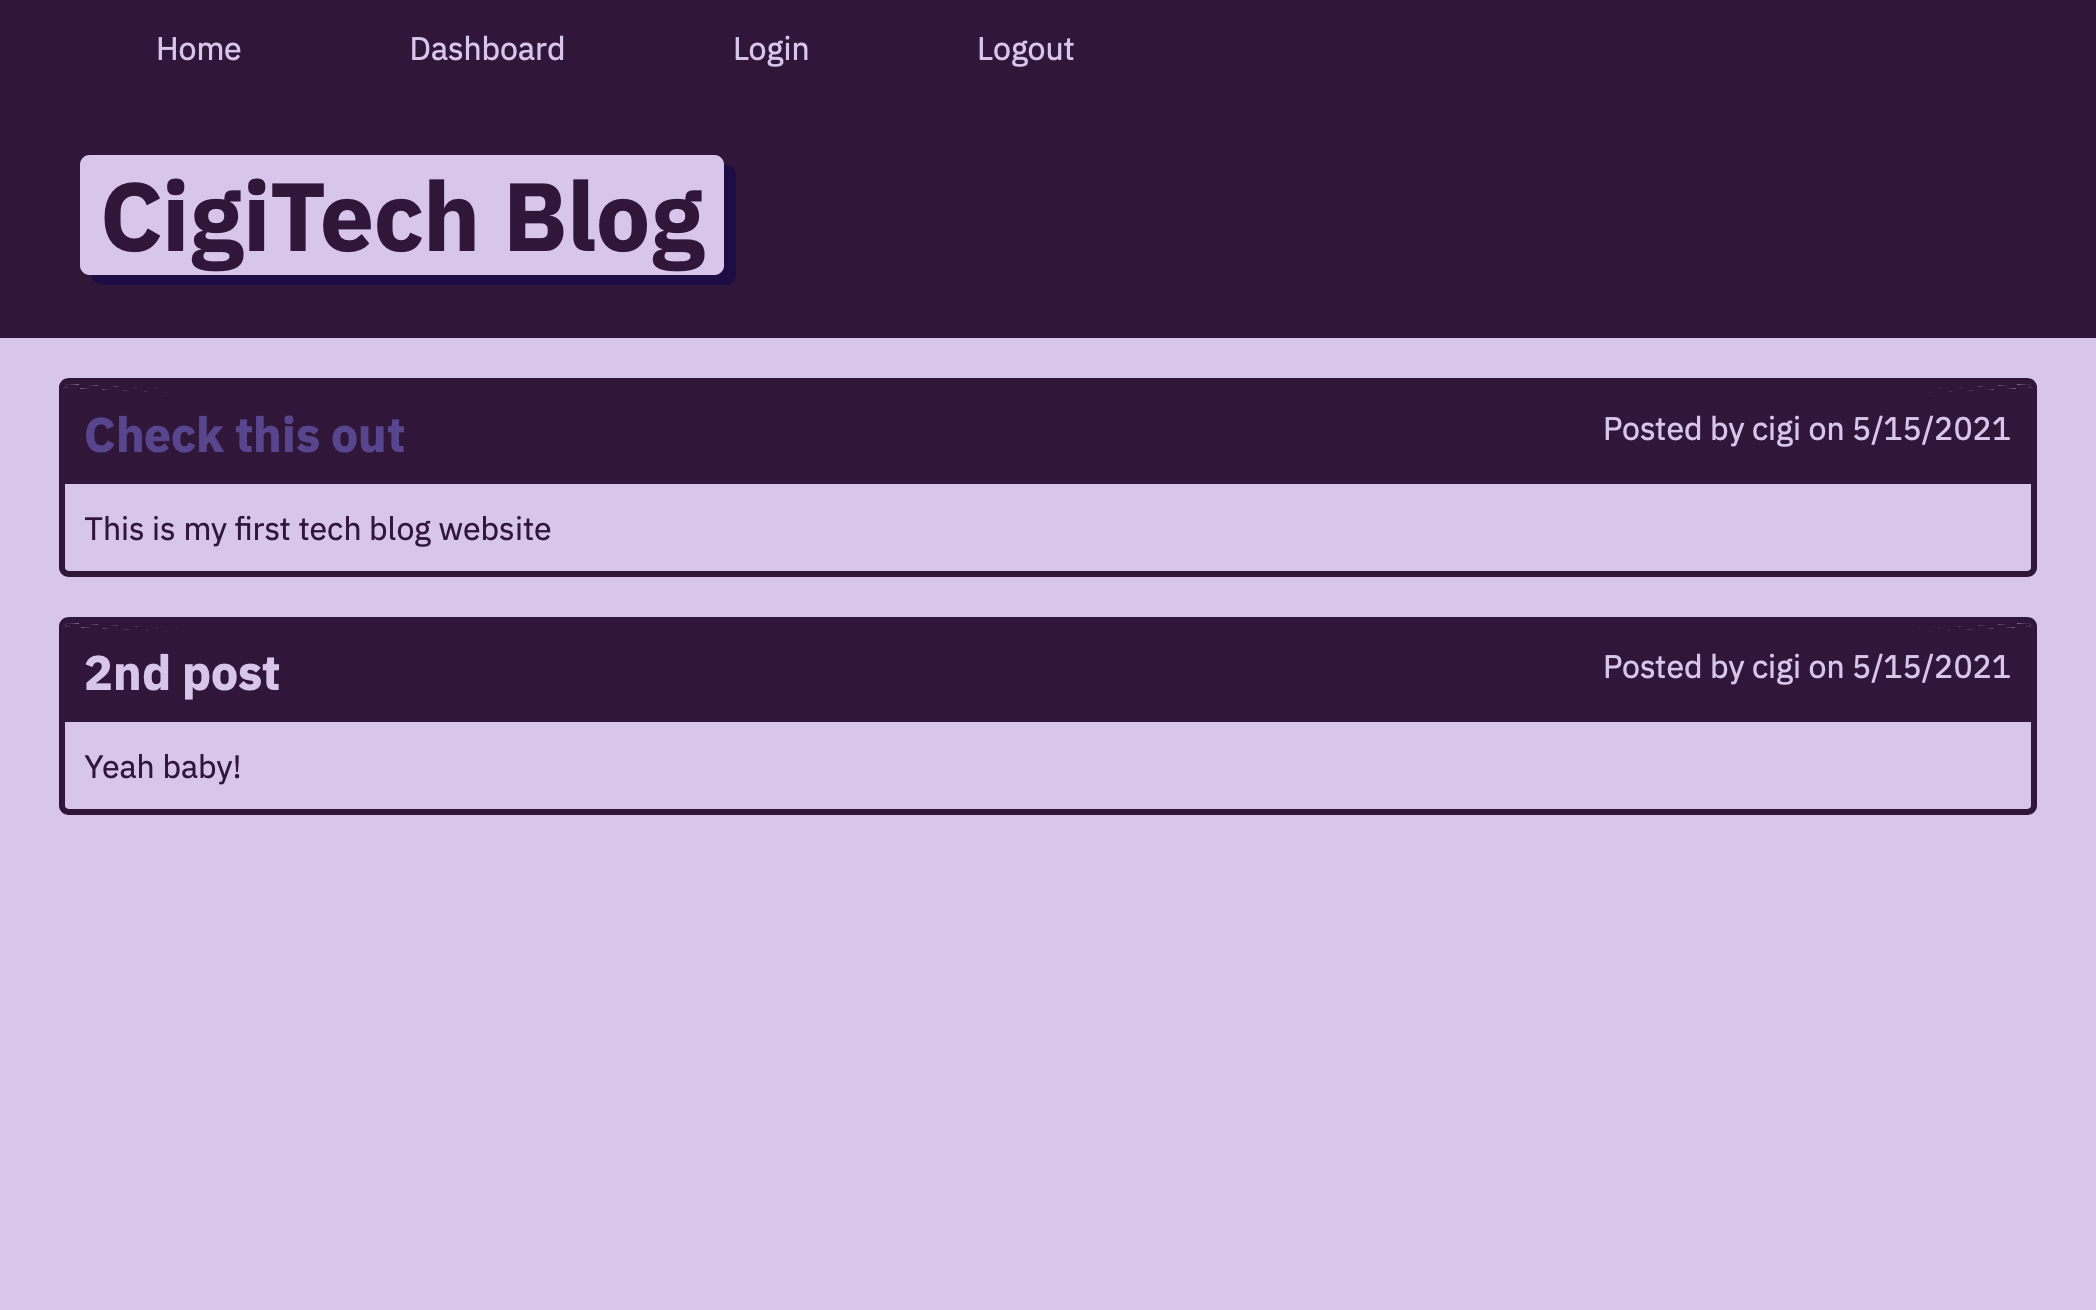 Home Dashboard Login Logout
CigiTech Blog
Check this out Posted by cigi on 5/15/2021
This is my first tech blog website
2nd post Posted by cigi on 5/15/2021
Yeah baby!